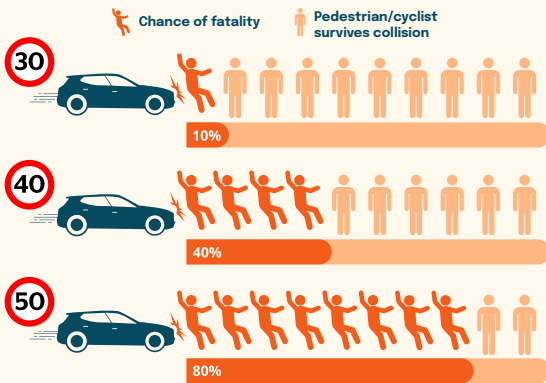 Chance of fatality
Pedestrian/cyclist
survives collision
30
10%
40
40%
50
80%